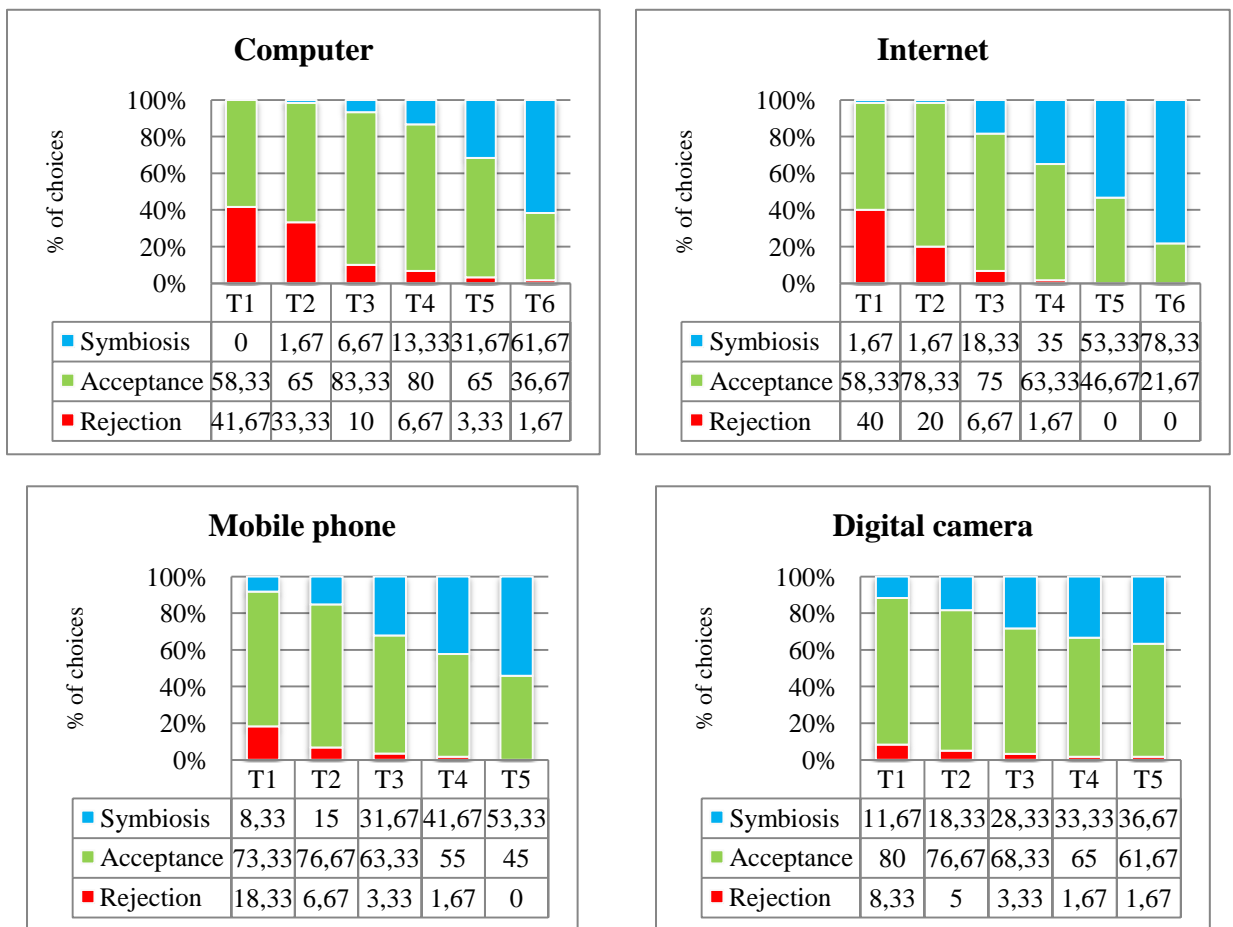 Computer
% of choices
100%
80%
60%
40%
20%
0%
T1 T2 T3 T4 T5 T6
Symbiosis 0 1,67 6,67 13,33 31,67 61,67
Acceptance 58,33 65 83,33 80 65 36,67
Rejection 41,67 33,33 10 6,67 3,33 1,67
Internet
% of choices
100%
80%
60%
40%
20%
0%
T1 T2 T3 T4 T5 T6
Symbiosis 1,67 1,67 18,33 35 53,33 78,33
Acceptance 58,33 78,33 75 63,33 46,67 21,67
Rejection 40 20 6,67 1,67 0 0
Mobile phone
% of choices
100%
80%
60%
40%
20%
0%
T1 T2 T3 T4 T5
Symbiosis 8,33 15 31,67 41,67 53,33
Acceptance 73,33 76,67 63,33 55 45
Rejection 18,33 6,67 3,33 1,67 0
Digital camera
% of choices
100%
80%
60%
40%
20%
0%
T1 T2 T3 T4 T5
Symbiosis 11,67 18,33 28,33 33,33 36,67
Acceptance 80 76,67 68,33 65 61,67
Rejection 8,33 5 3,33 1,67 1,67